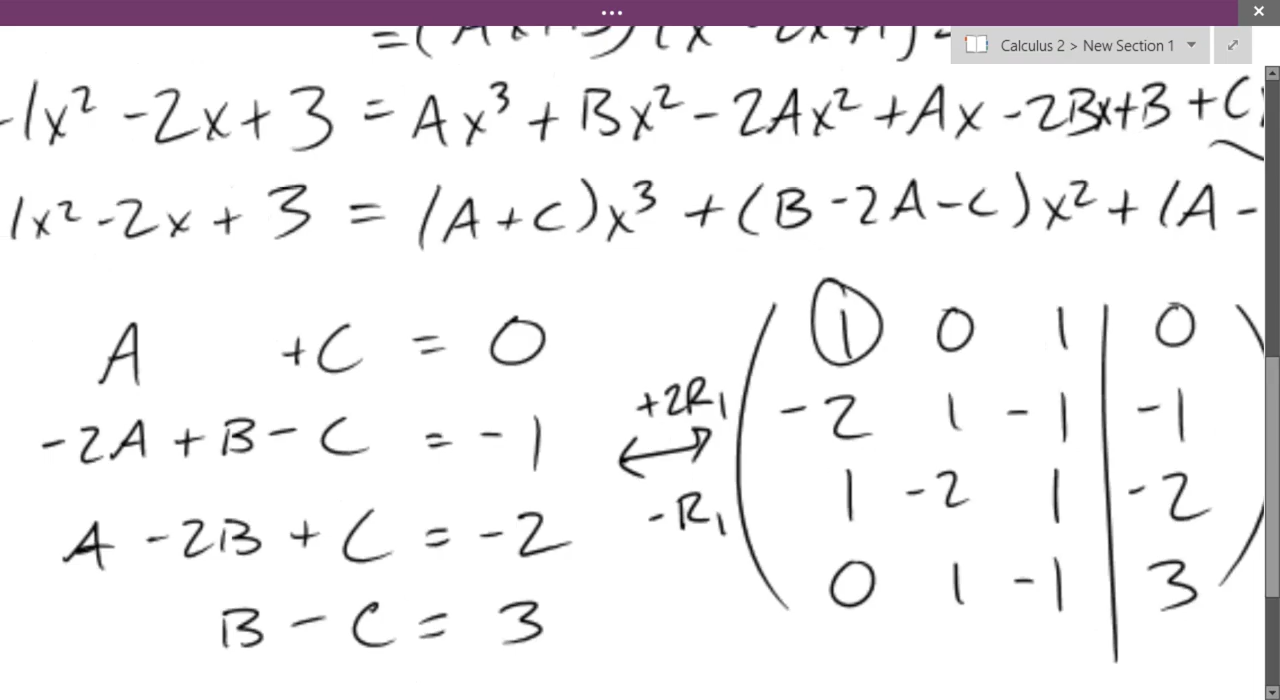 Calculus 2 > New Section 1
-1x² -2x+3 = Ax³ + Bx² - 2Ax² + Ax - 2Bx+B + C
1x² -2x + 3 = (A+C)x³ + (B -2A-C)x² + (A -
A +C = 0
-2A + B - C = -1
A -2B + C = -2
B - C = 3
+2R₁
-R₁
1 0 1 | 0
-2 1 -1 | -1
1 -2 1 | -2
0 1 -1 | 3